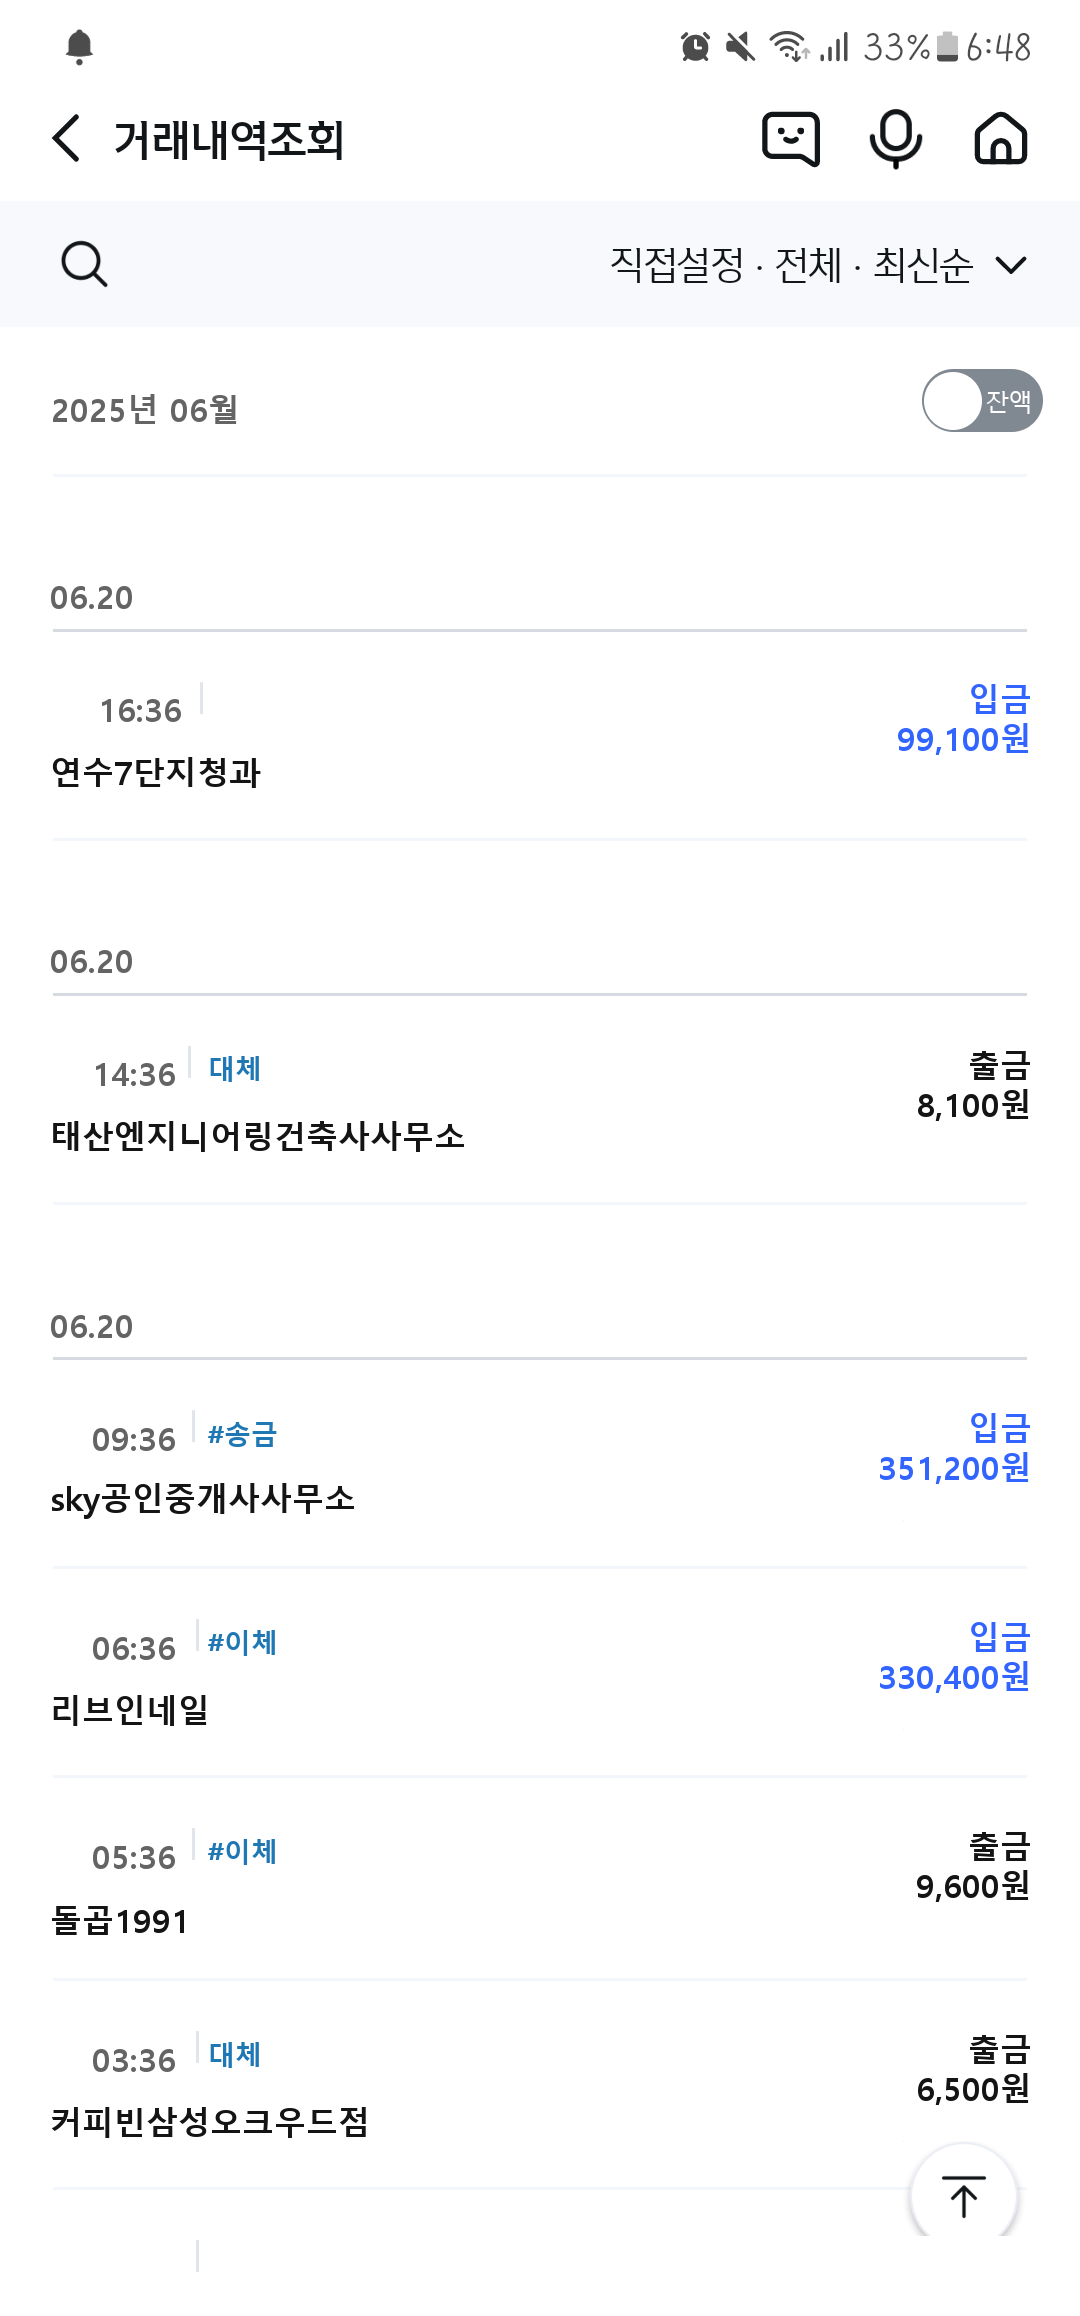 33% 6:48
거래내역조회
직접설정 · 전체 · 최신순
2025년 06월
잔액
06.20
16:36
입금
99,100원
연수7단지청과
06.20
14:36 대체
출금
8,100원
태산엔지니어링건축사사무소
06.20
09:36 #송금
입금
351,200원
sky공인중개사사무소
06:36 #이체
입금
330,400원
리브인네일
05:36 #이체
출금
9,600원
돌곱1991
03:36 대체
출금
6,500원
커피빈삼성오크우드점